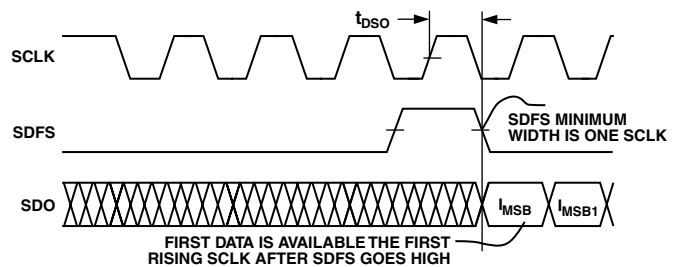 tDSO
SCLK
SDFS
SDFS MINIMUM
WIDTH IS ONE SCLK
SDO
IMSB
IMSB1
FIRST DATA IS AVAILABLE THE FIRST
RISING SCLK AFTER SDFS GOES HIGH